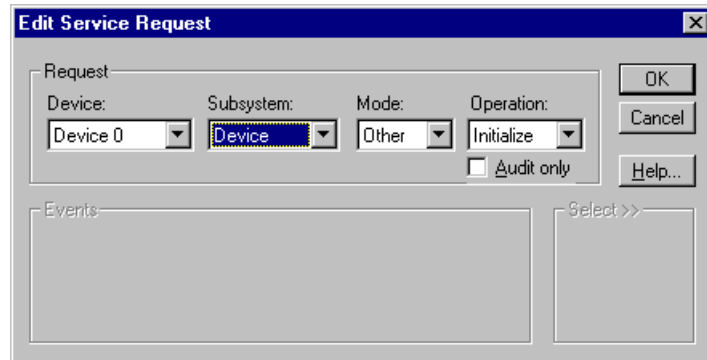 Edit Service Request
Request
Device: Subsystem: Mode: Operation:
Device 0 Device Other Initialize
Audit only
OK
Cancel
Help...
Events
Select >>